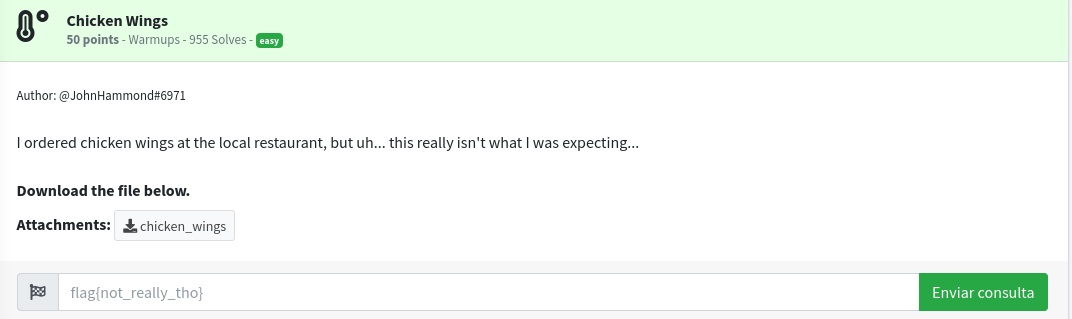 Chicken Wings
50 points - Warmups - 955 Solves - easy
Author: @JohnHammond#6971
I ordered chicken wings at the local restaurant, but uh... this really isn't what I was expecting...
Download the file below.
Attachments: chicken_wings
flag{not_really_tho} Enviar consulta